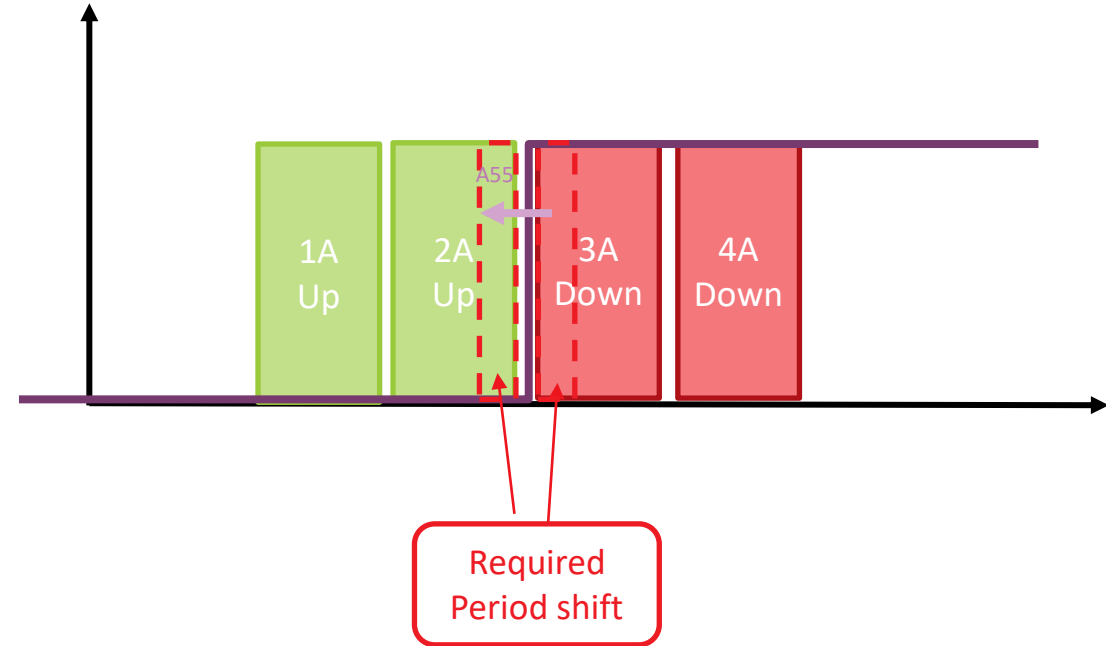 A55
1A
Up
2A
Up
3A
Down
4A
Down
Required
Period shift